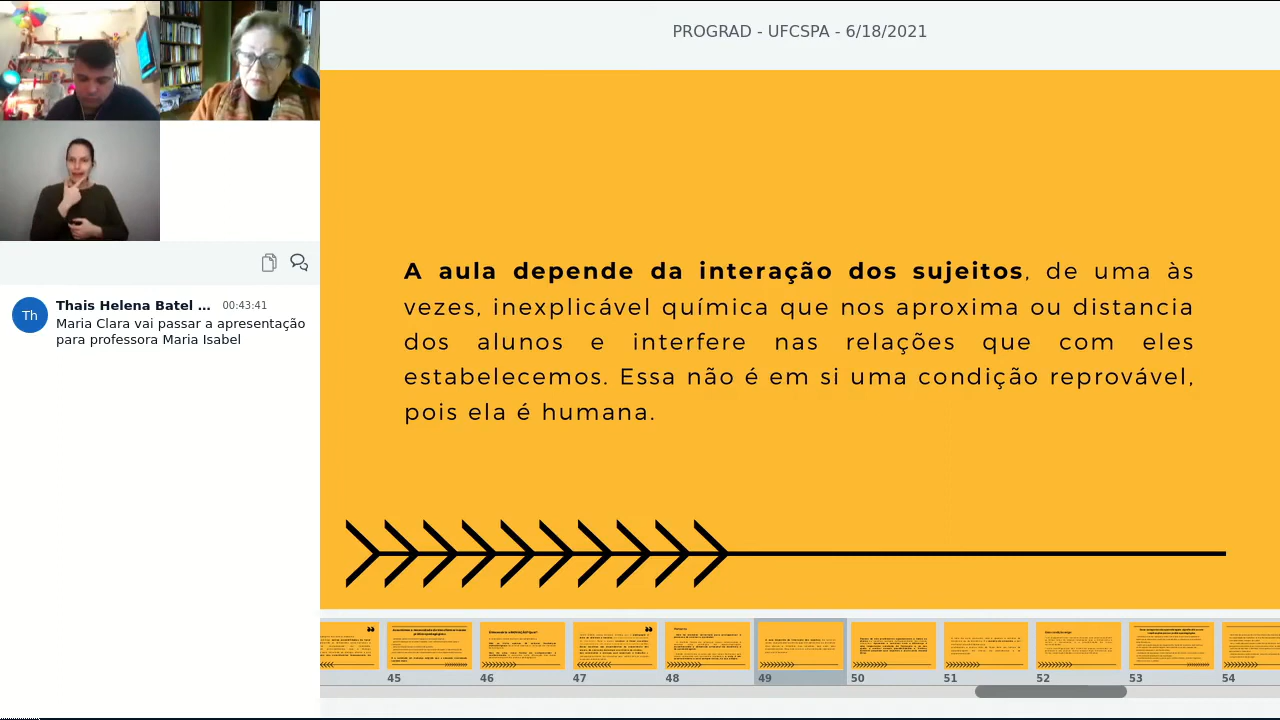 PROGRAD - UFCSPA - 6/18/2021
Th
Thais Helena Batel ... 00:43:41
Maria Clara vai passar a apresentação
para professora Maria Isabel
A aula depende da interação dos sujeitos, de uma às
vezes, inexplicável química que nos aproxima ou distancia
dos alunos e interfere nas relações que com eles
estabelecemos. Essa não é em si uma condição reprovável,
pois ela é humana.
45 46 47 48 49 50 51 52 53 54